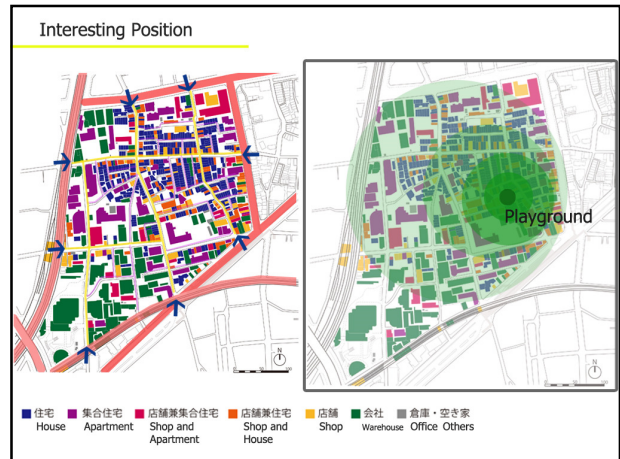 Interesting Position
Playground
N
N
住宅 集合住宅 店舗兼集合住宅 店舗兼住宅 店舗 会社 倉庫・空き家
House Apartment Shop and Shop and Shop Warehouse Office Others
Apartment House